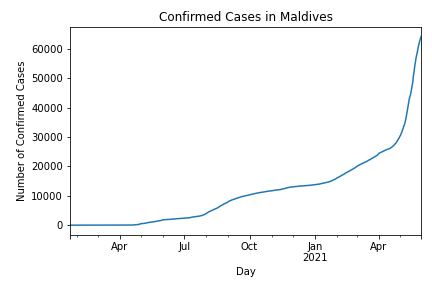 Confirmed Cases in Maldives
Number of Confirmed Cases
60000
50000
40000
30000
20000
10000
0
Apr Jul Oct Jan Apr
2021
Day